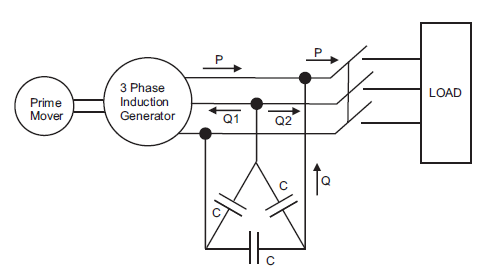 P
P
3 Phase
Induction
Generator
Prime
Mover
LOAD
Q1
Q2
Q
C
C
C